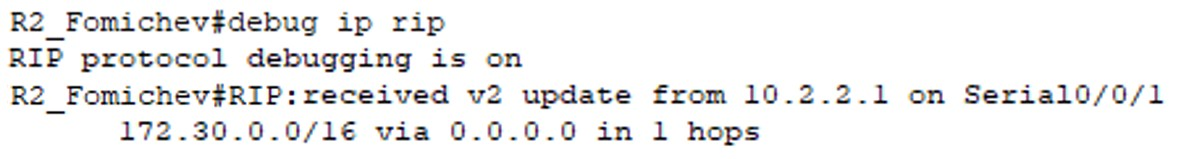 R2_Fomichev#debug ip rip
RIP protocol debugging is on
R2_Fomichev#RIP:received v2 update from 10.2.2.1 on Serial0/0/1
172.30.0.0/16 via 0.0.0.0 in 1 hops